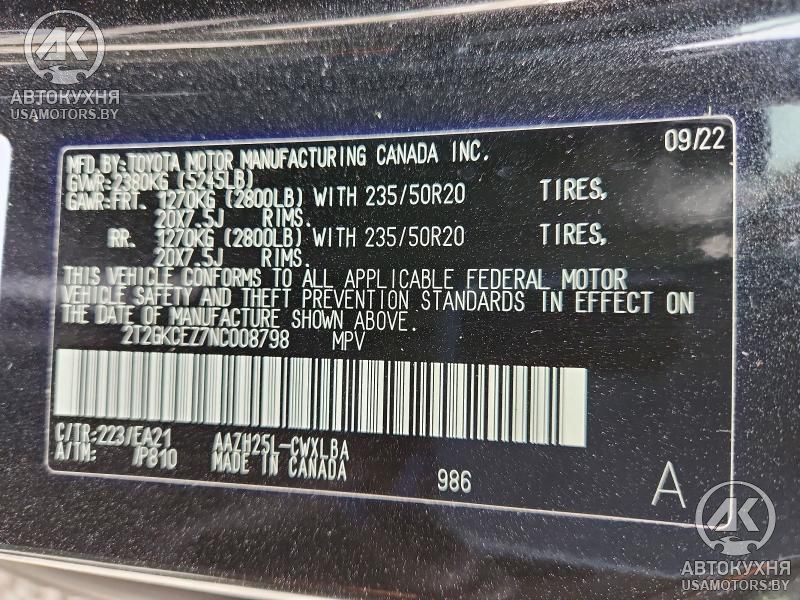 AK
АВТОКУХНЯ
USAMOTORS.BY
MFD.BY:TOYOTA MOTOR MANUFACTURING CANADA INC. 09/22
GVWR:2380KG (5245LB)
GAWR:FRT. 1270KG (2800LB) WITH 235/50R20 TIRES,
20X7.5J RIMS.
RR. 1270KG (2800LB) WITH 235/50R20 TIRES,
20X7.5J RIMS.
THIS VEHICLE CONFORMS TO ALL APPLICABLE FEDERAL MOTOR
VEHICLE SAFETY AND THEFT PREVENTION STANDARDS IN EFFECT ON
THE DATE OF MANUFACTURE SHOWN ABOVE.
2T2GKCEZ7NC008798 MPV
C/TR:223/EA21 AAZH25L-CWXLBA
A/TM: /P810 MADE IN CANADA
986 A
AK
АВТОКУХНЯ
USAMOTORS.BY